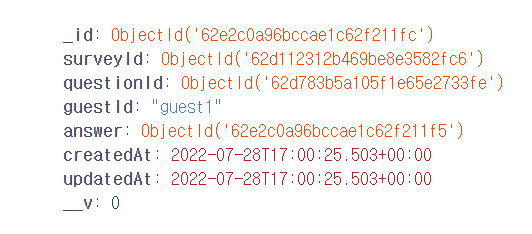 _id: ObjectId('62e2c0a96bccae1c62f211fc')
surveyId: ObjectId('62d112312b469be8e3582fc6')
questionId: ObjectId('62d783b5a105f1e65e2733fe')
guestId: "guest1"
answer: ObjectId('62e2c0a96bccae1c62f211f5')
createdAt: 2022-07-28T17:00:25.503+00:00
updatedAt: 2022-07-28T17:00:25.503+00:00
__v: 0